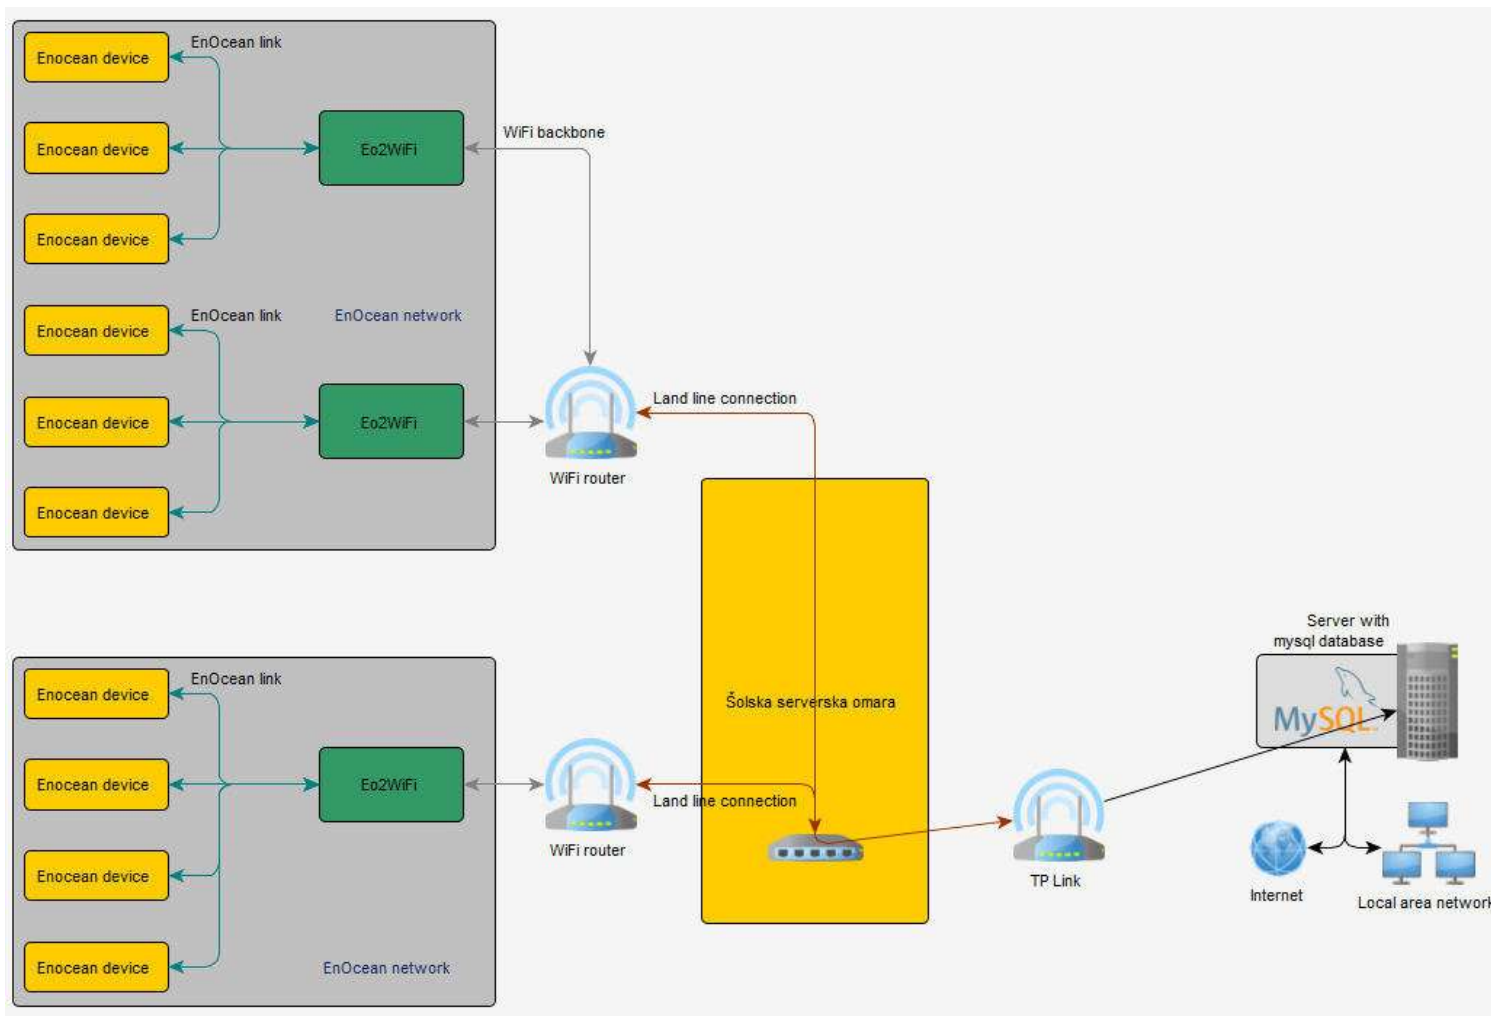 Enocean device
EnOcean link
Enocean device
Eo2WiFi
WiFi backbone
Enocean device
Enocean device
EnOcean link
EnOcean network
Enocean device
Eo2WiFi
Enocean device
WiFi router
Land line connection
Server with
mysql database
MySQL
Enocean device
EnOcean link
Šolska serverska omara
Enocean device
Eo2WiFi
Land line connection
WiFi router
Enocean device
TP Link
Internet
Local area network
Enocean device
EnOcean network